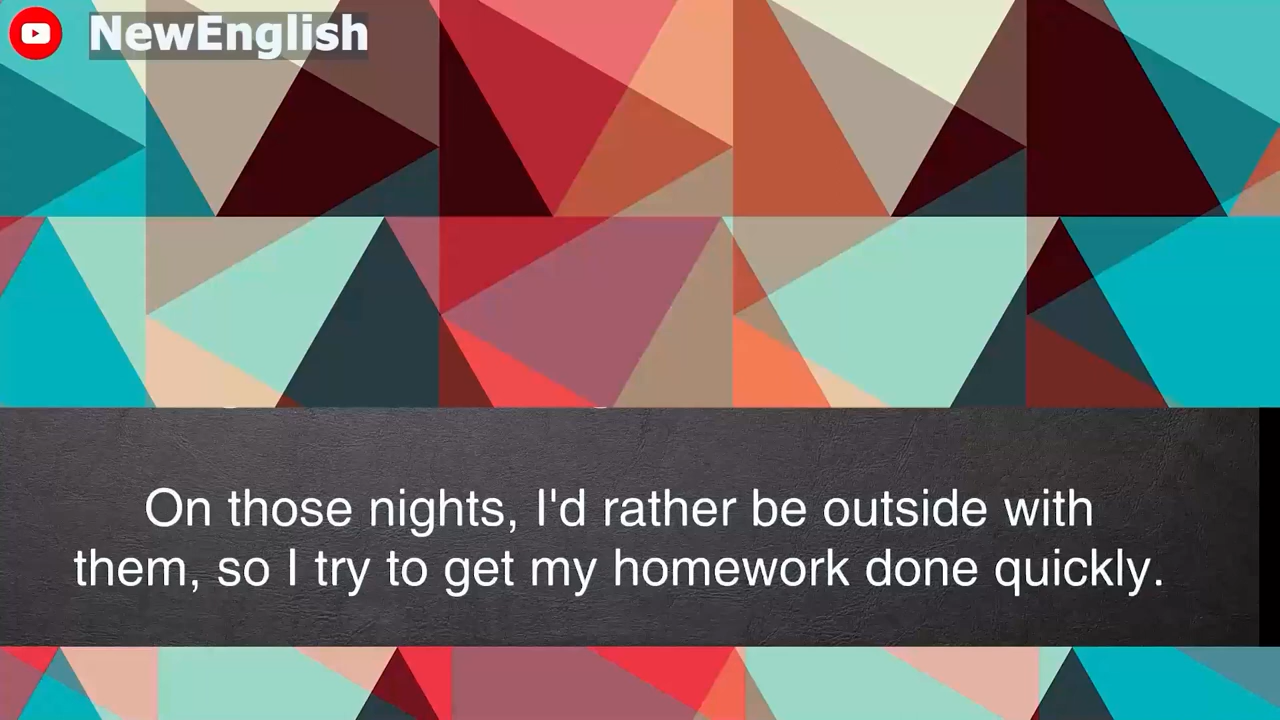 NewEnglish
On those nights, I'd rather be outside with
them, so I try to get my homework done quickly.